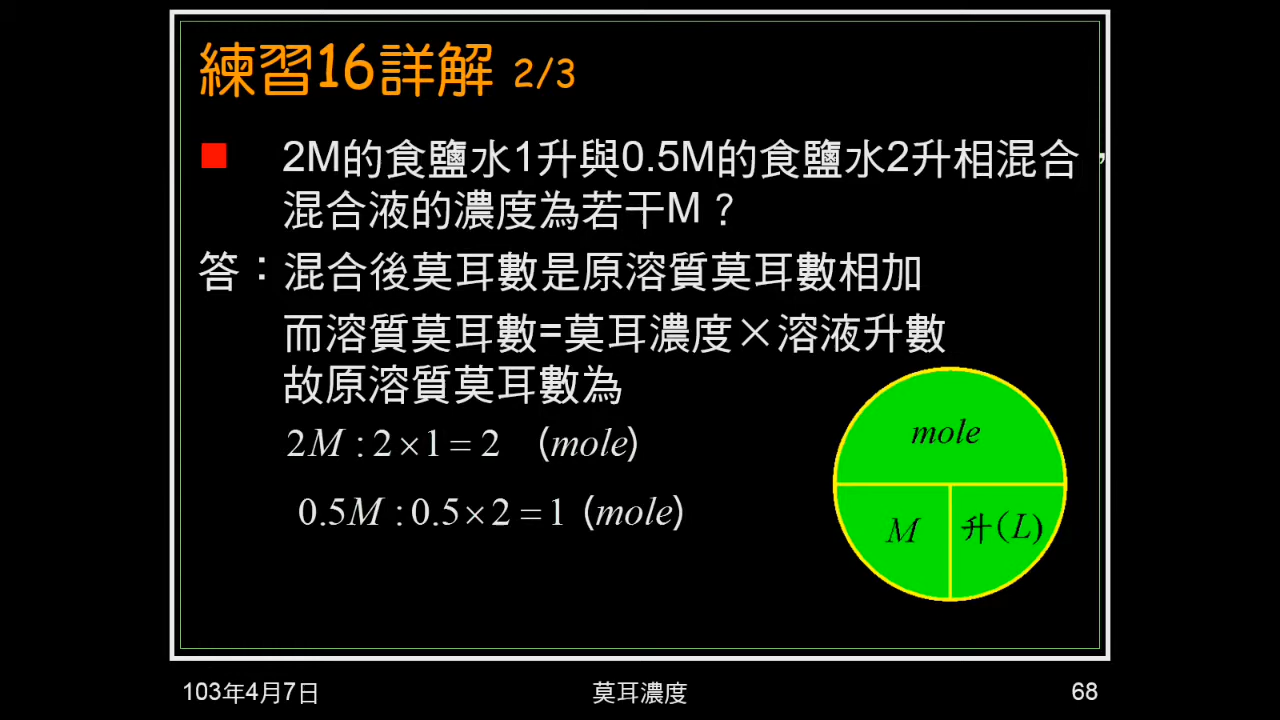 練習16詳解 2/3
2M的食鹽水1升與0.5M的食鹽水2升相混合，
混合液的濃度為若干M？
答：混合後莫耳數是原溶質莫耳數相加
而溶質莫耳數=莫耳濃度×溶液升數
故原溶質莫耳數為
2M : 2×1=2 (mole)
0.5M : 0.5×2=1 (mole)
mole
M 升(L)
103年4月7日 莫耳濃度 68